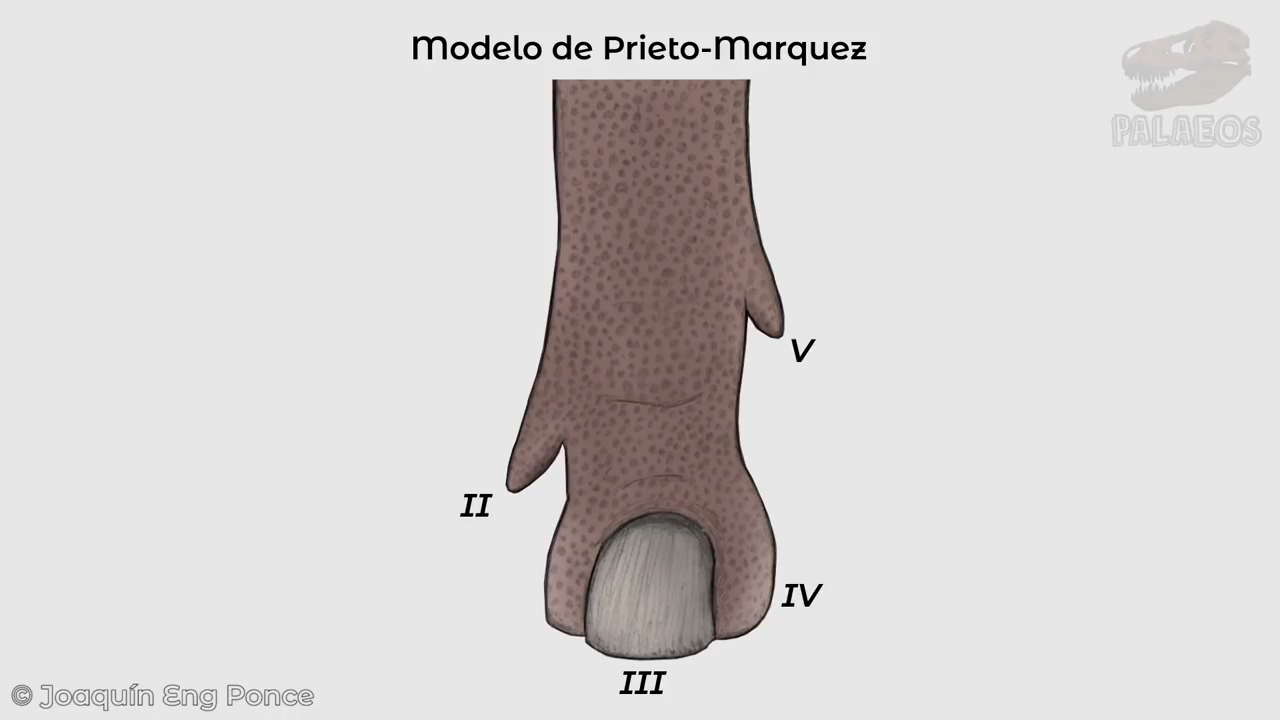 Modelo de Prieto-Marquez
PALAEOS
V
II
IV
III
© Joaquín Eng Ponce